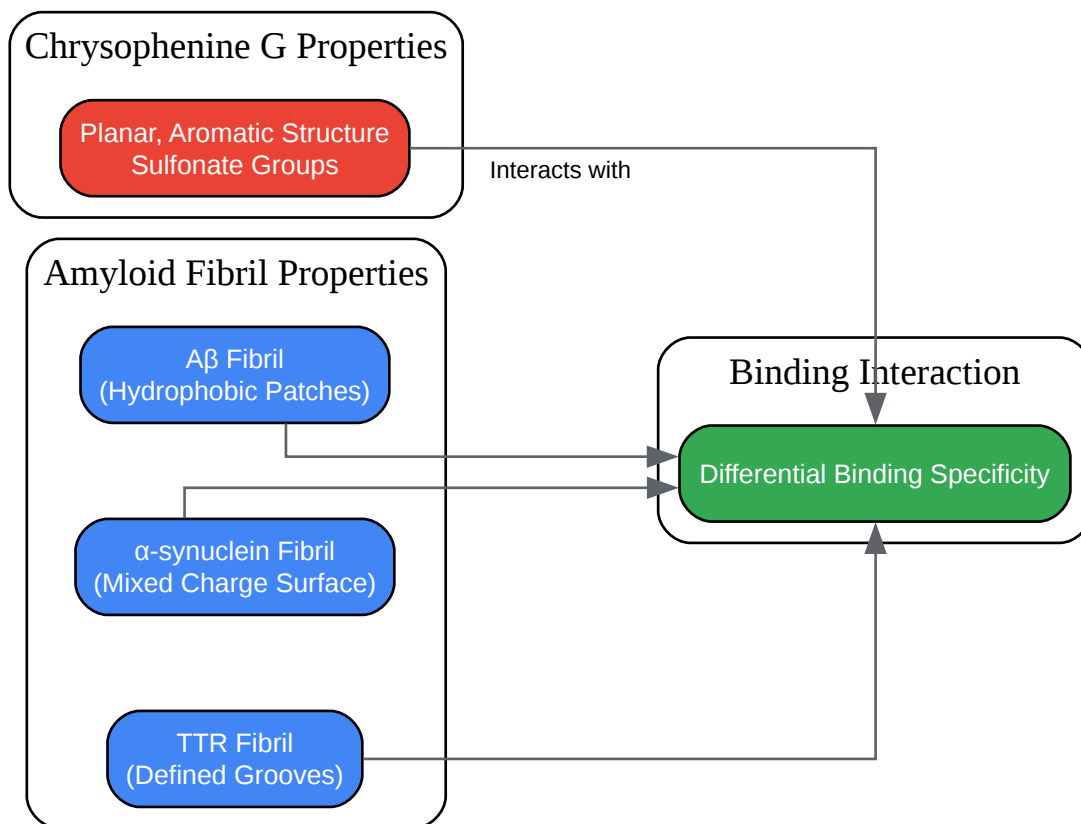 Chrysophenine G Properties
Planar, Aromatic Structure
Sulfonate Groups
Interacts with
Amyloid Fibril Properties
Aβ Fibril
(Hydrophobic Patches)
α-synuclein Fibril
(Mixed Charge Surface)
TTR Fibril
(Defined Grooves)
Binding Interaction
Differential Binding Specificity